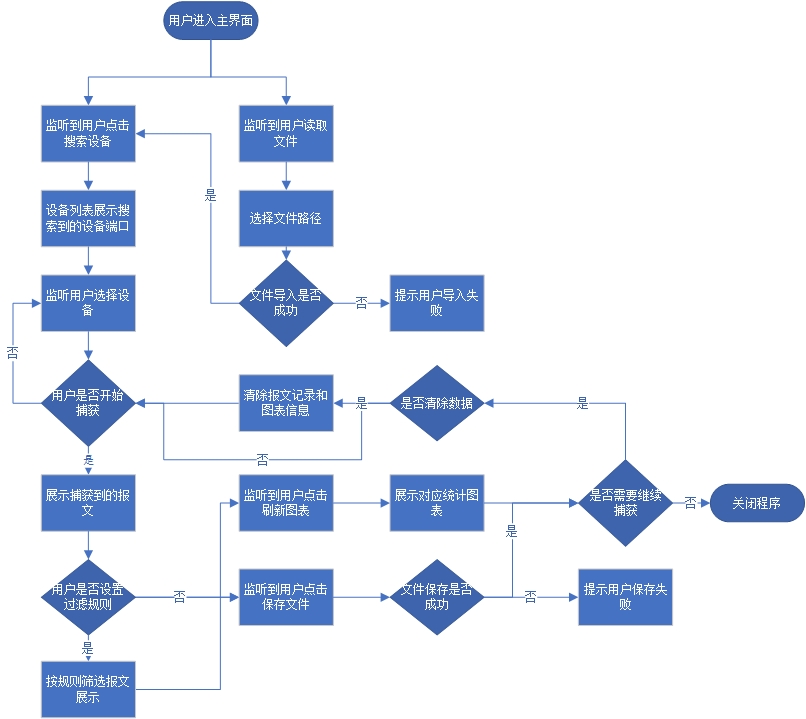 用户进入主界面
监听到用户点击
搜索设备
监听到用户读取
文件
是
设备列表展示搜
索到的设备端口
选择文件路径
监听用户选择设
备
文件导入是否
成功
否
提示用户导入失
败
否
用户是否开始
捕获
清除报文记录和
图表信息
是
是否清除数据
是
否
是
展示捕获到的报
文
监听到用户点击
刷新图表
展示对应统计图
表
是否需要继续
捕获
否
关闭程序
是
用户是否设置
过滤规则
否
监听到用户点击
保存文件
文件保存是否
成功
否
提示用户保存失
败
是
按规则筛选报文
展示